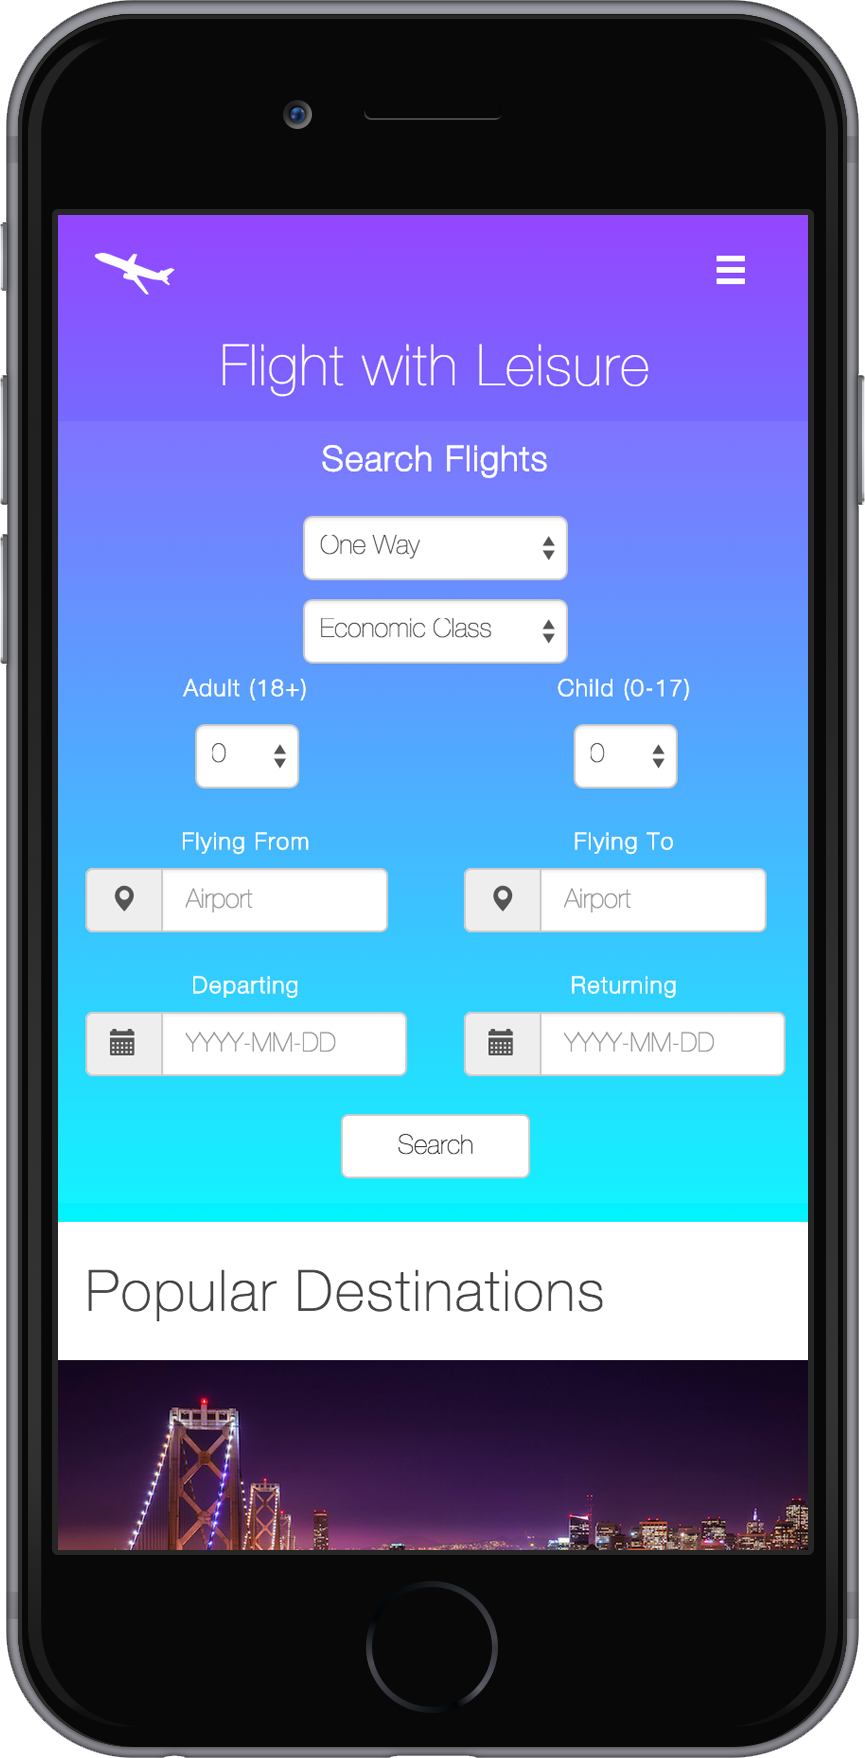 Flight with Leisure
Search Flights
One Way
Economic Class
Adult (18+) Child (0-17)
0 0
Flying From Flying To
Airport Airport
Departing Returning
YYYY-MM-DD YYYY-MM-DD
Search
Popular Destinations